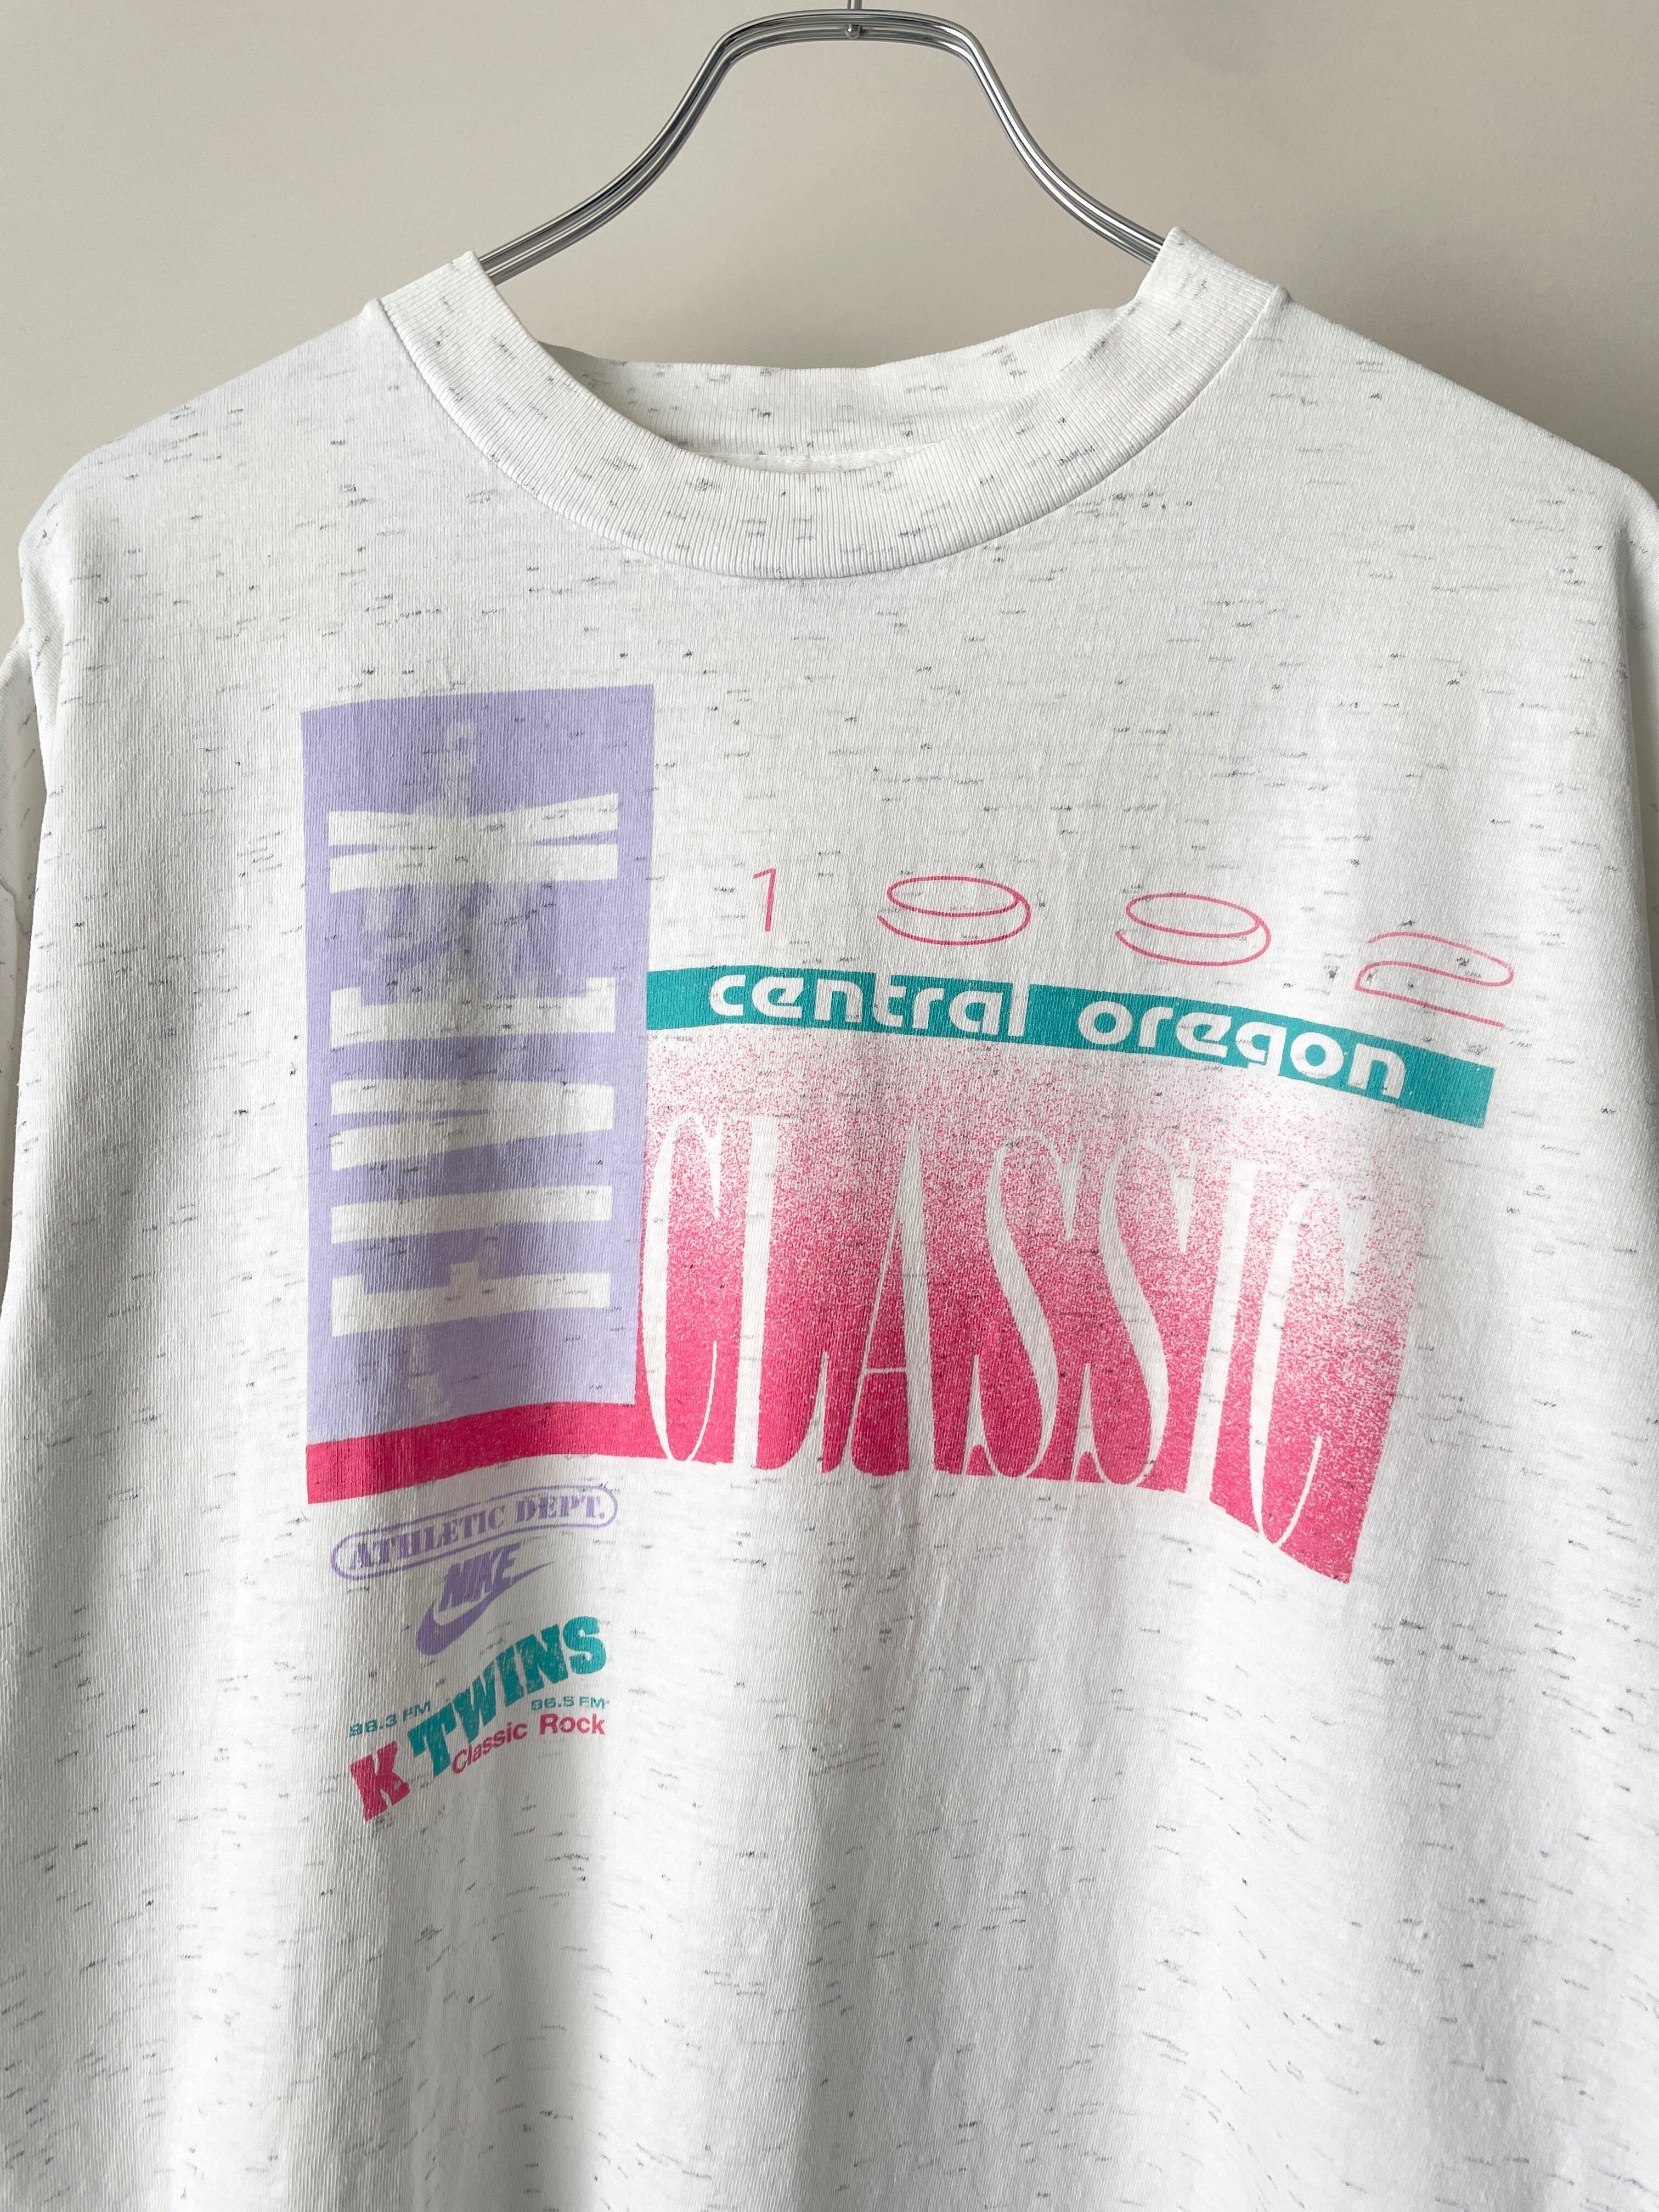 1992
central oregon
CLASSIC
ATHLETIC DEPT.
NIKE
K TWINS
98.3 FM 96.5 FM
Classic Rock